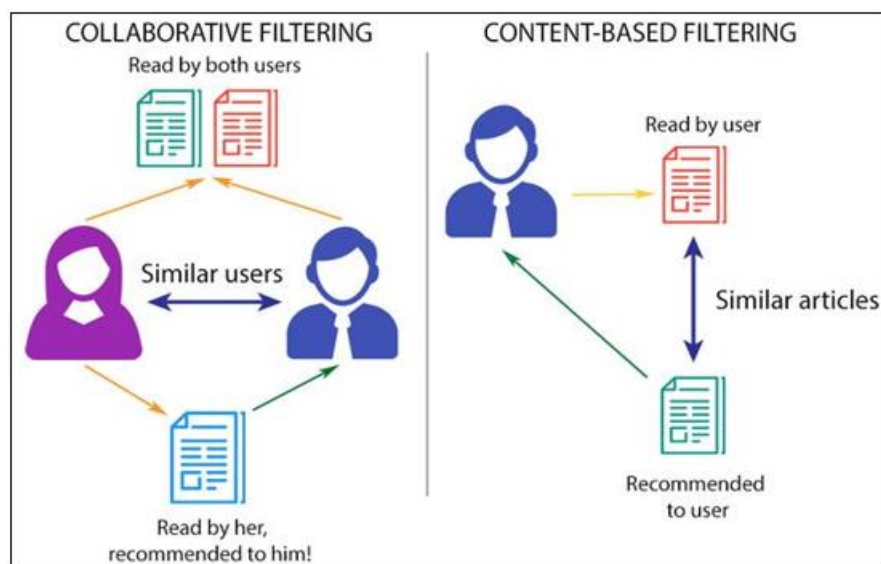 COLLABORATIVE FILTERING
Read by both users
Similar users
Read by her,
recommended to him!
CONTENT-BASED FILTERING
Read by user
Similar articles
Recommended
to user